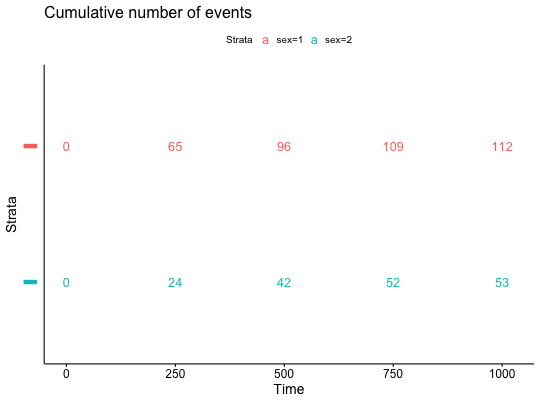 Cumulative number of events
Strata a sex=1 a sex=2
0 65 96 109 112
Strata
0 24 42 52 53
0 250 500 750 1000
Time